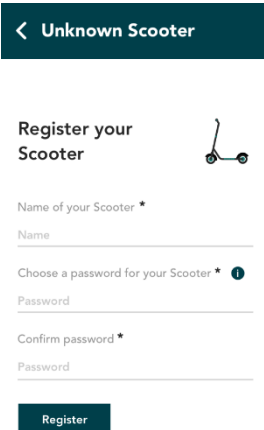 Unknown Scooter
Register your
Scooter
Name of your Scooter *
Name
Choose a password for your Scooter * i
Password
Confirm password *
Password
Register